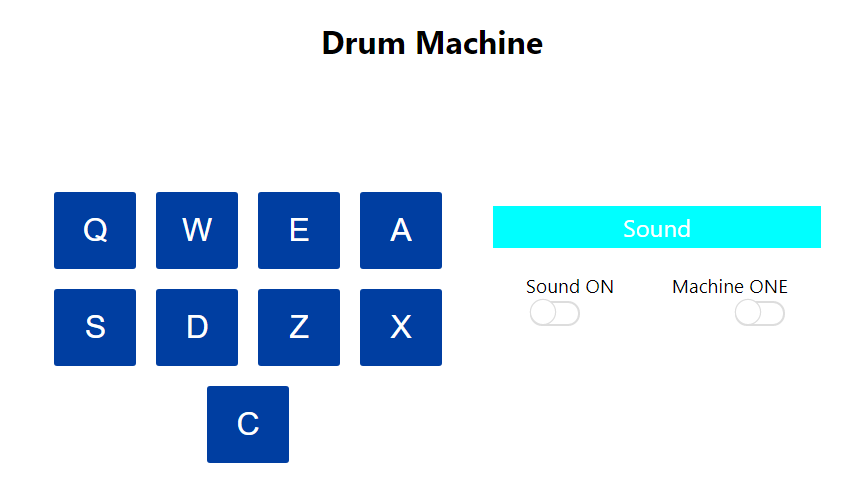 Drum Machine
Q W E A
S D Z X
C
Sound
Sound ON Machine ONE